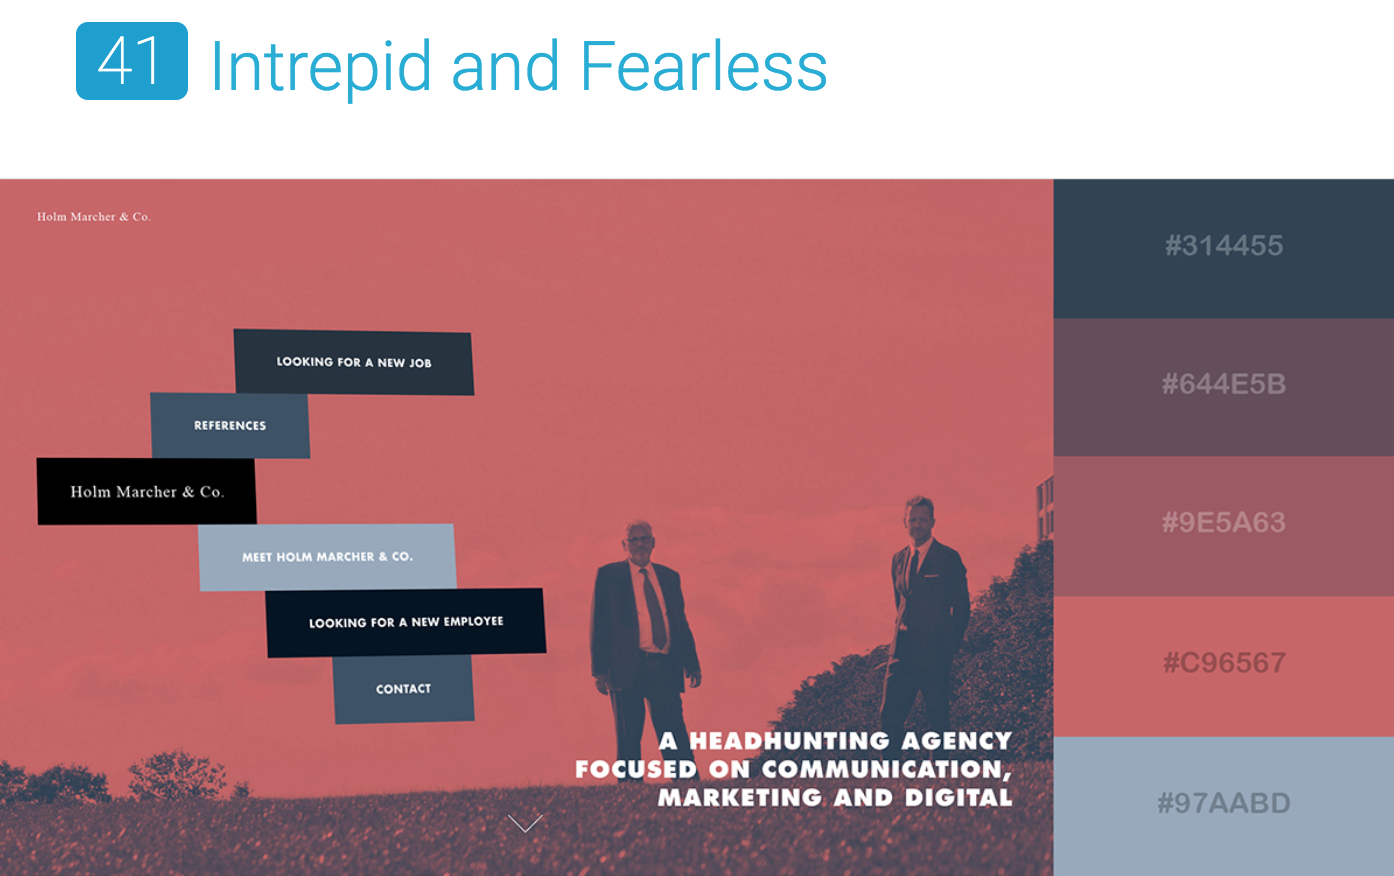 41 Intrepid and Fearless
Holm Marcher & Co.
LOOKING FOR A NEW JOB
REFERENCES
Holm Marcher & Co.
MEET HOLM MARCHER & CO.
LOOKING FOR A NEW EMPLOYEE
CONTACT
A HEADHUNTING AGENCY
FOCUSED ON COMMUNICATION,
MARKETING AND DIGITAL
#314455
#644E5B
#9E5A63
#C96567
#97AABD